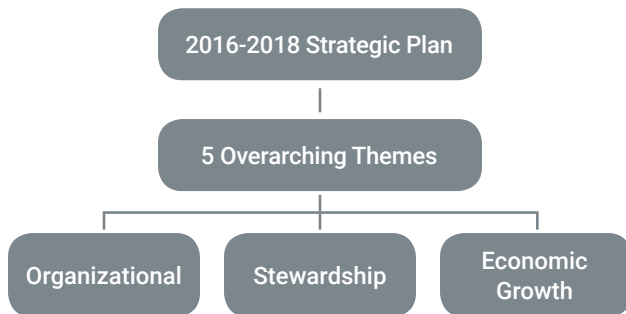 2016-2018 Strategic Plan
5 Overarching Themes
Organizational
Stewardship
Economic
Growth